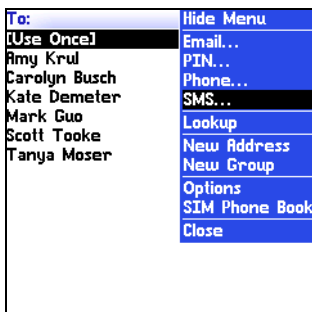 To:
[Use Once]
Amy Krul
Carolyn Busch
Kate Demeter
Mark Guo
Scott Tooke
Tanya Moser
Hide Menu
Email...
PIN...
Phone...
SMS...
Lookup
New Address
New Group
Options
SIM Phone Book
Close